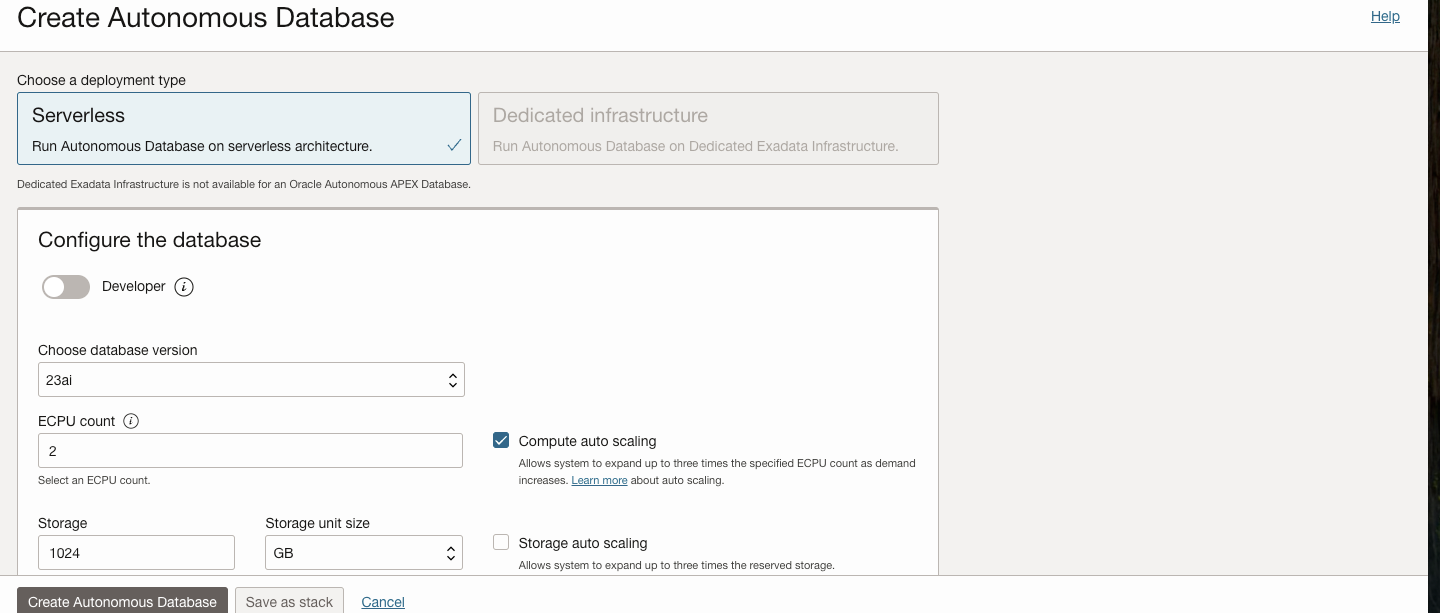 Create Autonomous Database
Help
Choose a deployment type
Serverless
Run Autonomous Database on serverless architecture.
Dedicated infrastructure
Run Autonomous Database on Dedicated Exadata Infrastructure.
Dedicated Exadata Infrastructure is not available for an Oracle Autonomous APEX Database.
Configure the database
Developer
Choose database version
23ai
ECPU count
2
Select an ECPU count.
Compute auto scaling
Allows system to expand up to three times the specified ECPU count as demand
increases. Learn more about auto scaling.
Storage
1024
Storage unit size
GB
Storage auto scaling
Allows system to expand up to three times the reserved storage.
Create Autonomous Database
Save as stack
Cancel